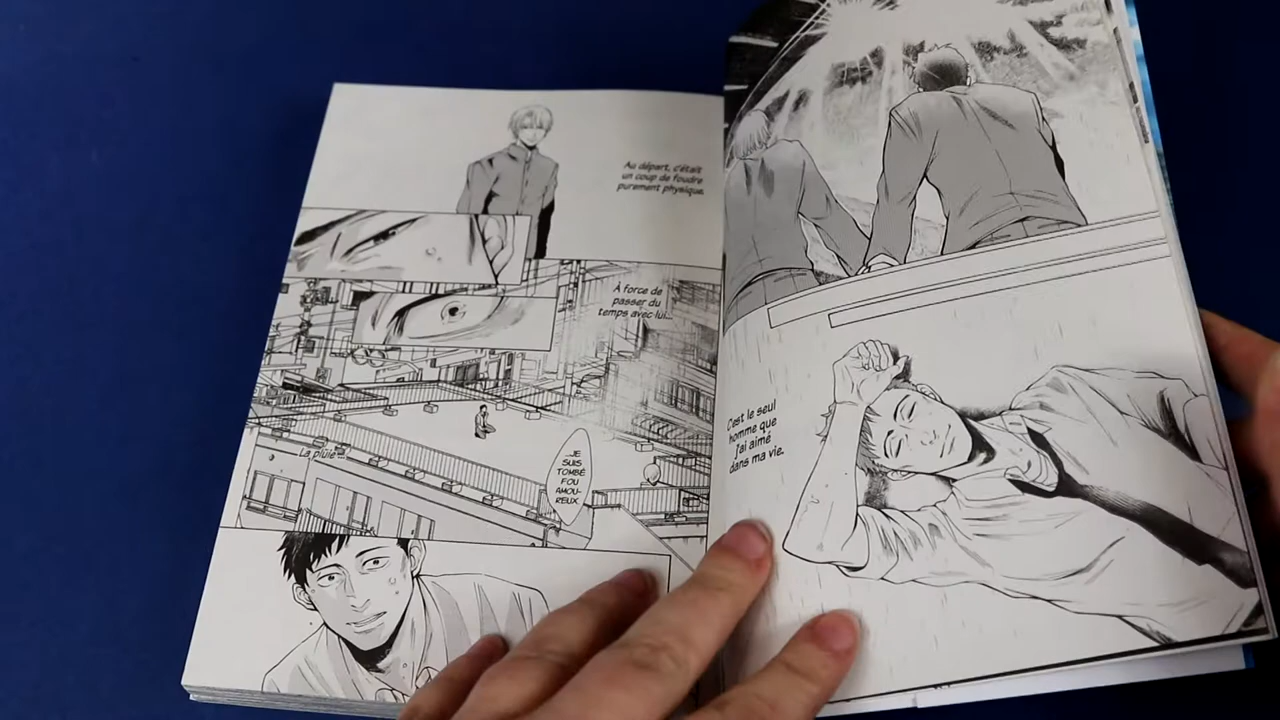 Au départ, c'était
un coup de foudre
purement physique.
À force de
passer du
temps avec lui...
La pluie...
...JE
SUIS
TOMBÉ
FOU
AMOU-
REUX.
C'est le seul
homme que
j'ai aimé
dans ma vie.